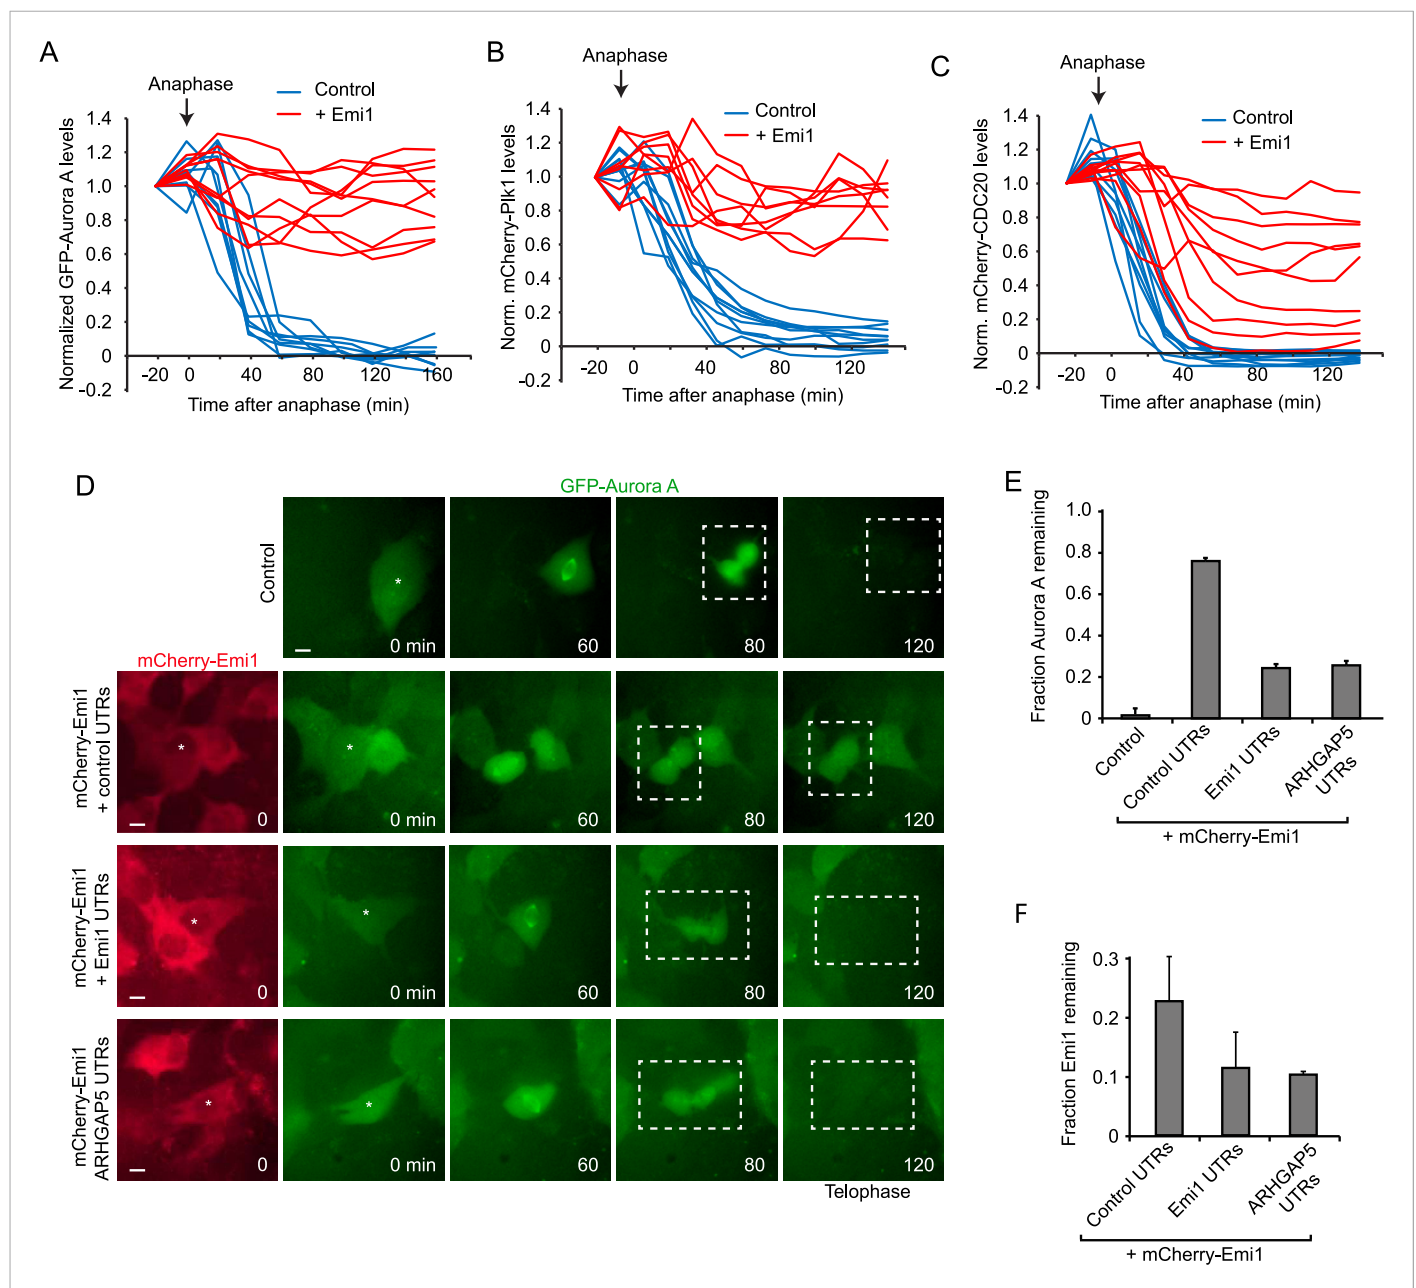 A
Anaphase
Control
+ Emi1
Normalized GFP-Aurora A levels
1.4
1.2
1.0
0.8
0.6
0.4
0.2
0
-0.2
-20 0 40 80 120 160
Time after anaphase (min)
B
Anaphase
Control
+ Emi1
Norm. mCherry-Plk1 levels
1.4
1.2
1.0
0.8
0.6
0.4
0.2
0
-0.2
-20 0 40 80 120
Time after anaphase (min)
C
Anaphase
Control
+ Emi1
Norm. mCherry-CDC20 levels
1.4
1.2
1.0
0.8
0.6
0.4
0.2
0
-0.2
-20 0 40 80 120
Time after anaphase (min)
D
GFP-Aurora A
Control
*
0 min
60
80
120
mCherry-Emi1
mCherry-Emi1
+ control UTRs
*
0
*
0 min
60
80
120
mCherry-Emi1
+ Emi1 UTRs
*
0
*
0 min
60
80
120
mCherry-Emi1
ARHGAP5 UTRs
*
0
*
0 min
60
80
120
Telophase
E
Fraction Aurora A remaining
1.0
0.8
0.6
0.4
0.2
0
Control
Control UTRs
Emi1 UTRs
ARHGAP5
UTRs
+ mCherry-Emi1
F
Fraction Emi1 remaining
0.3
0.2
0.1
0
Control UTRs
Emi1 UTRs
ARHGAP5
UTRs
+ mCherry-Emi1